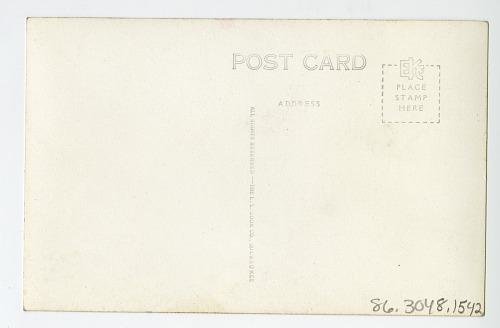 POST CARD
EKC
PLACE
STAMP
HERE
ADDRESS
ALL RIGHTS RESERVED—THE L. L. COOK CO., MILWAUKEE
86.3048.1542